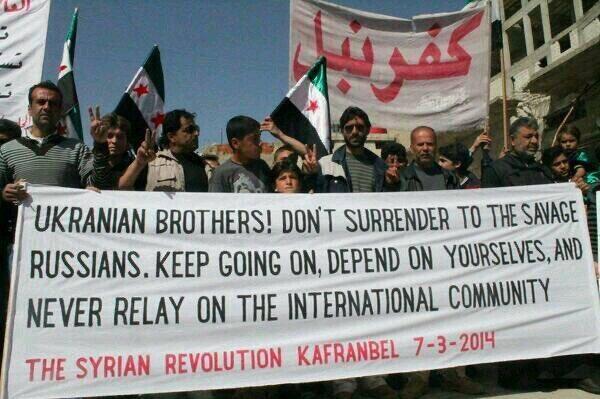 كفرنبل
UKRANIAN BROTHERS! DON'T SURRENDER TO THE SAVAGE
RUSSIANS. KEEP GOING ON, DEPEND ON YOURSELVES, AND
NEVER RELAY ON THE INTERNATIONAL COMMUNITY
THE SYRIAN REVOLUTION KAFRANBEL 7-3-2014